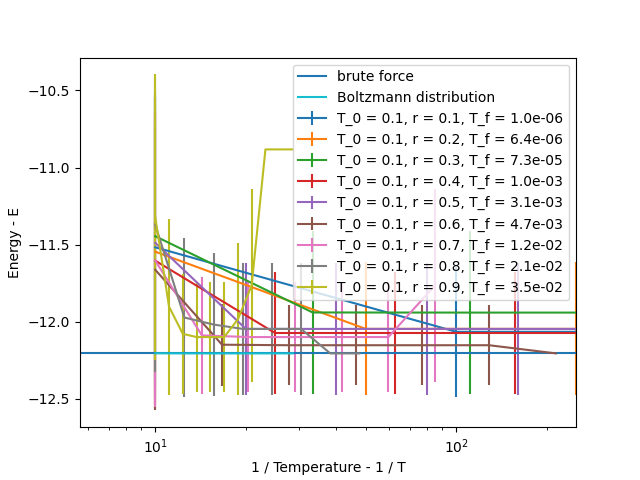 −10.5
−11.0
−11.5
−12.0
−12.5
Energy - E
brute force
Boltzmann distribution
T_0 = 0.1, r = 0.1, T_f = 1.0e-06
T_0 = 0.1, r = 0.2, T_f = 6.4e-06
T_0 = 0.1, r = 0.3, T_f = 7.3e-05
T_0 = 0.1, r = 0.4, T_f = 1.0e-03
T_0 = 0.1, r = 0.5, T_f = 3.1e-03
T_0 = 0.1, r = 0.6, T_f = 4.7e-03
T_0 = 0.1, r = 0.7, T_f = 1.2e-02
T_0 = 0.1, r = 0.8, T_f = 2.1e-02
T_0 = 0.1, r = 0.9, T_f = 3.5e-02
10¹ 10²
1 / Temperature - 1 / T